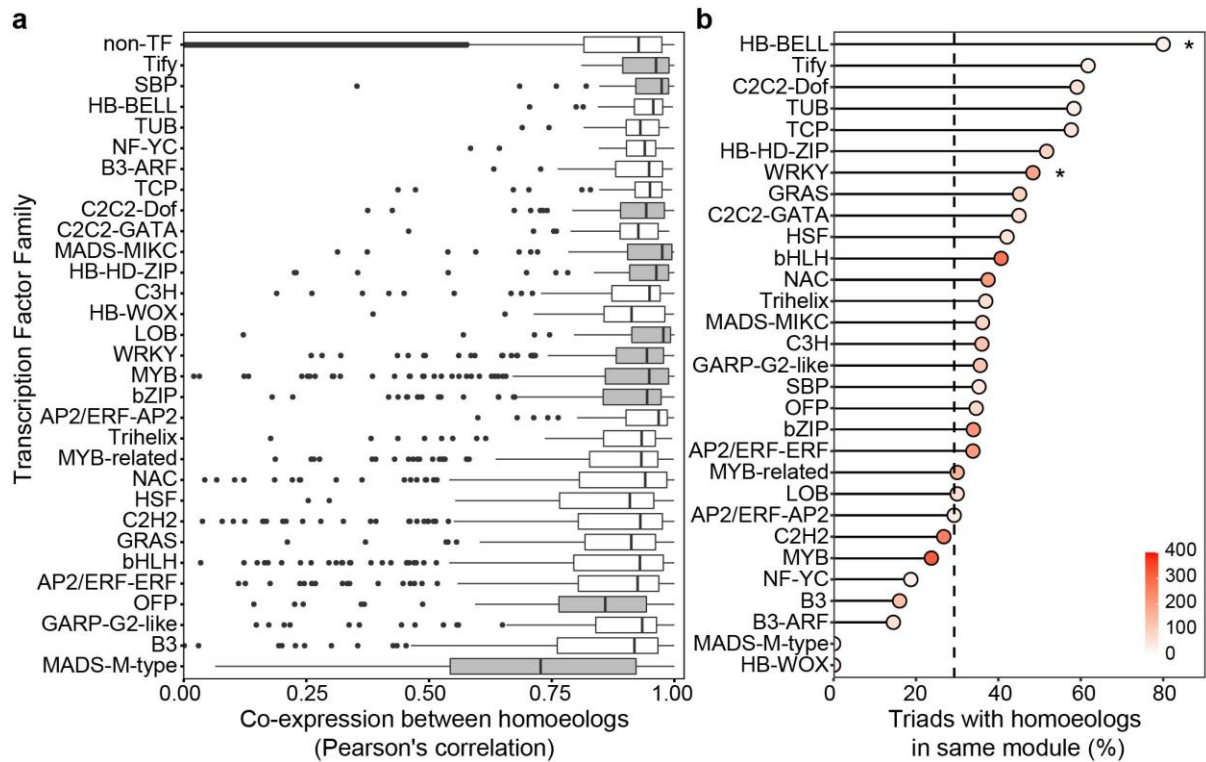 a
Transcription Factor Family
non-TF
Tify
SBP
HB-BELL
TUB
NF-YC
B3-ARF
TCP
C2C2-Dof
C2C2-GATA
MADS-MIKC
HB-HD-ZIP
C3H
HB-WOX
LOB
WRKY
MYB
bZIP
AP2/ERF-AP2
Trihelix
MYB-related
NAC
HSF
C2H2
GRAS
bHLH
AP2/ERF-ERF
OFP
GARP-G2-like
B3
MADS-M-type
0.00 0.25 0.50 0.75 1.00
Co-expression between homoeologs
(Pearson's correlation)
b
HB-BELL *
Tify
C2C2-Dof
TUB
TCP
HB-HD-ZIP
WRKY *
GRAS
C2C2-GATA
HSF
bHLH
NAC
Trihelix
MADS-MIKC
C3H
GARP-G2-like
SBP
OFP
bZIP
AP2/ERF-ERF
MYB-related
LOB
AP2/ERF-AP2
C2H2
MYB
NF-YC
B3
B3-ARF
MADS-M-type
HB-WOX
400
300
200
100
0
0 20 40 60 80
Triads with homoeologs
in same module (%)